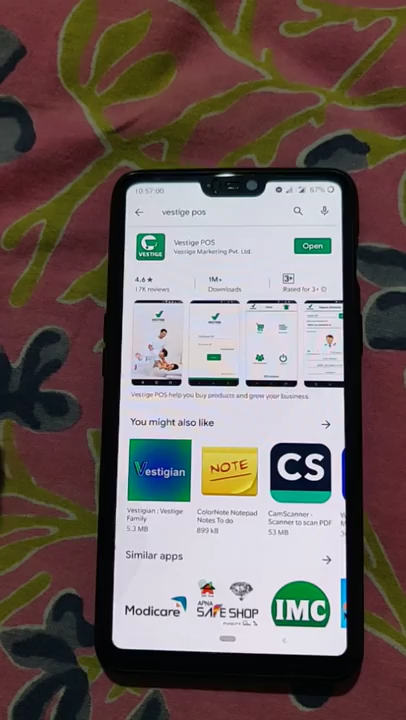 10:57:00
67%
vestige pos
VESTIGE
Vestige POS
Vestige Marketing Pvt. Ltd.
Open
4.6 ★
17K reviews
1M+
Downloads
3+
Rated for 3+
Vestige POS help you buy products and grow your business
You might also like
Vestigian
NOTE
CS
Vestigian : Vestige Family
5.3 MB
ColorNote Notepad Notes To do
899 kB
CamScanner - Scanner to scan PDF
53 MB
Similar apps
Modicare
APNA
SAFE SHOP
IMC